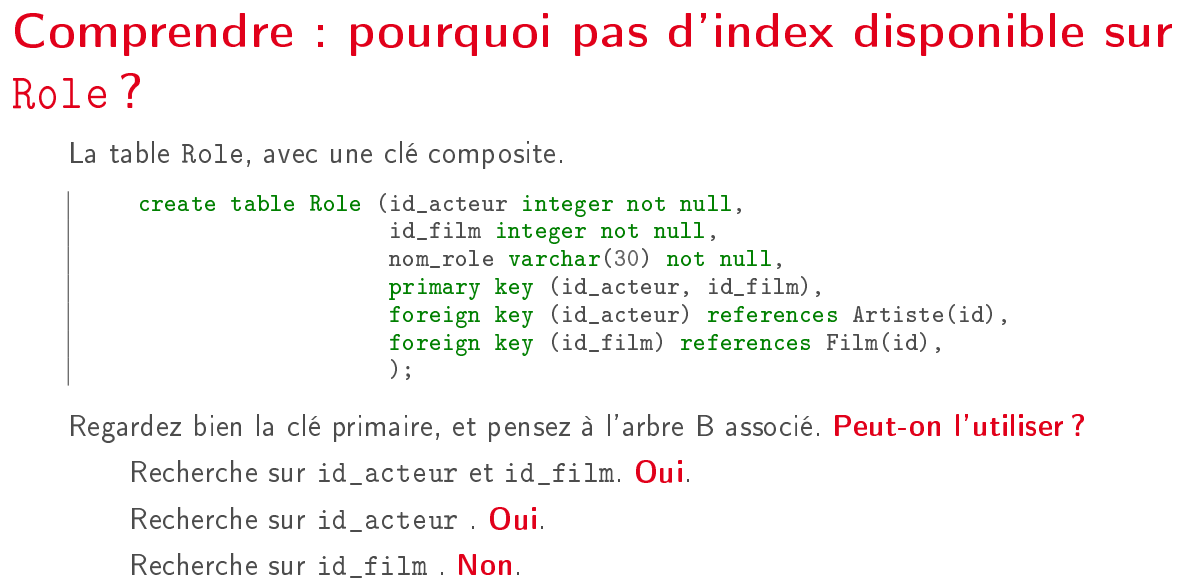 Comprendre : pourquoi pas d'index disponible sur
Role ?
La table Role, avec une clé composite.
create table Role (id_acteur integer not null,
id_film integer not null,
nom_role varchar(30) not null,
primary key (id_acteur, id_film),
foreign key (id_acteur) references Artiste(id),
foreign key (id_film) references Film(id),
);
Regardez bien la clé primaire, et pensez à l'arbre B associé. Peut-on l'utiliser ?
Recherche sur id_acteur et id_film. Oui.
Recherche sur id_acteur . Oui.
Recherche sur id_film . Non.